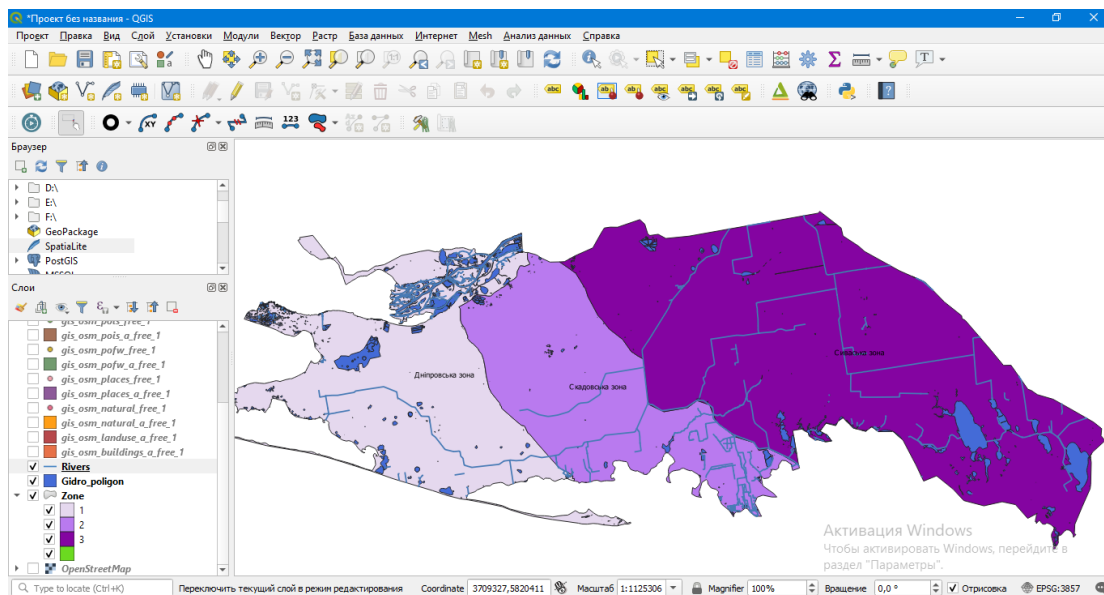 *Проект без названия - QGIS
Проект Правка Вид Слой Установки Модули Вектор Растр База данных Интернет Mesh Анализ данных Справка
Браузер
D:\
E:\
F:\
GeoPackage
SpatiaLite
PostGIS
MSSQL
Слои
gis_osm_pois_free_1
gis_osm_pois_a_free_1
gis_osm_pofw_free_1
gis_osm_pofw_a_free_1
gis_osm_places_free_1
gis_osm_places_a_free_1
gis_osm_natural_free_1
gis_osm_natural_a_free_1
gis_osm_landuse_a_free_1
gis_osm_buildings_a_free_1
Rivers
Gidro_poligon
Zone
1
2
3
OpenStreetMap
Дніпровська зона
Скадовська зона
зона
Активация Windows
Чтобы активировать Windows, перейдите в
раздел "Параметры".
Type to locate (Ctrl+K) Переключить текущий слой в режим редактирования Coordinate 3709327,5820411 Масштаб 1:1125306 Magnifier 100% Вращение 0,0 ° Отрисовка EPSG:3857